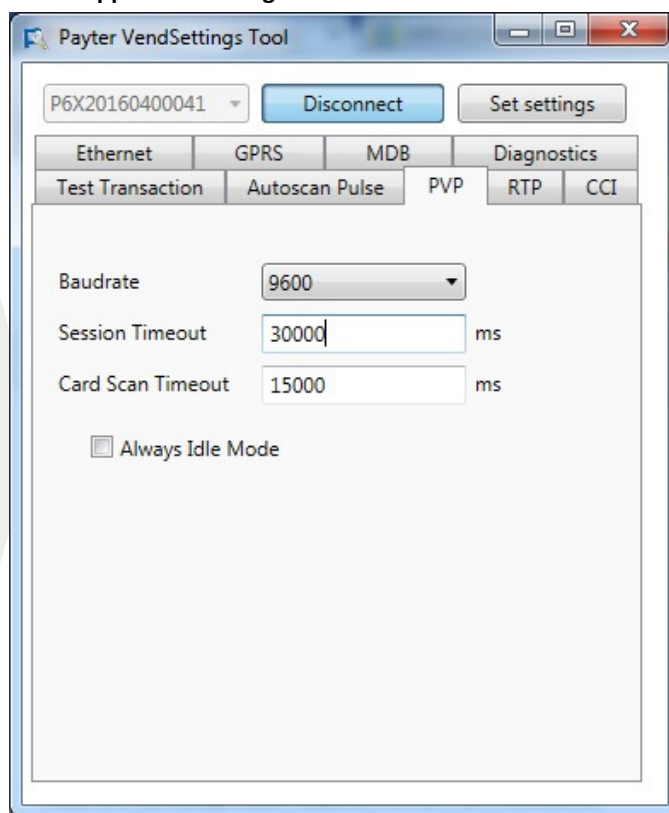 Payter VendSettings Tool
P6X20160400041 Disconnect Set settings
Ethernet GPRS MDB Diagnostics
Test Transaction Autoscan Pulse PVP RTP CCI
Baudrate 9600
Session Timeout 30000 ms
Card Scan Timeout 15000 ms
Always Idle Mode